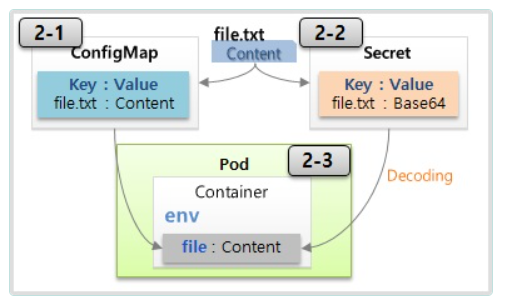 2-1
file.txt
2-2
ConfigMap
Content
Secret
Key : Value
file.txt : Content
Key : Value
file.txt : Base64
Pod
2-3
Decoding
Container
env
file : Content